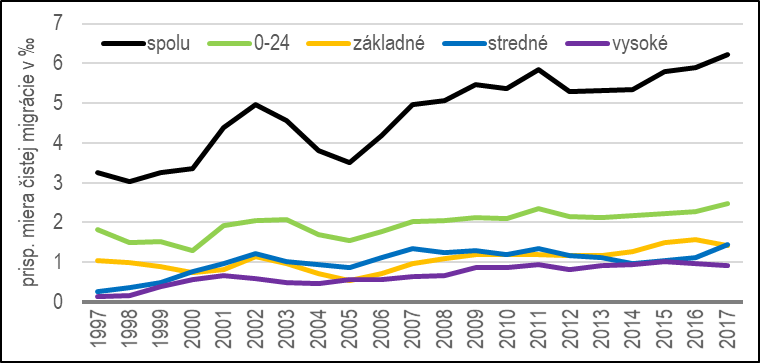 prisp. miera čistej migrácie v ‰
7
6
5
4
3
2
1
0
spolu 0-24 základné stredné vysoké
1997 1998 1999 2000 2001 2002 2003 2004 2005 2006 2007 2008 2009 2010 2011 2012 2013 2014 2015 2016 2017